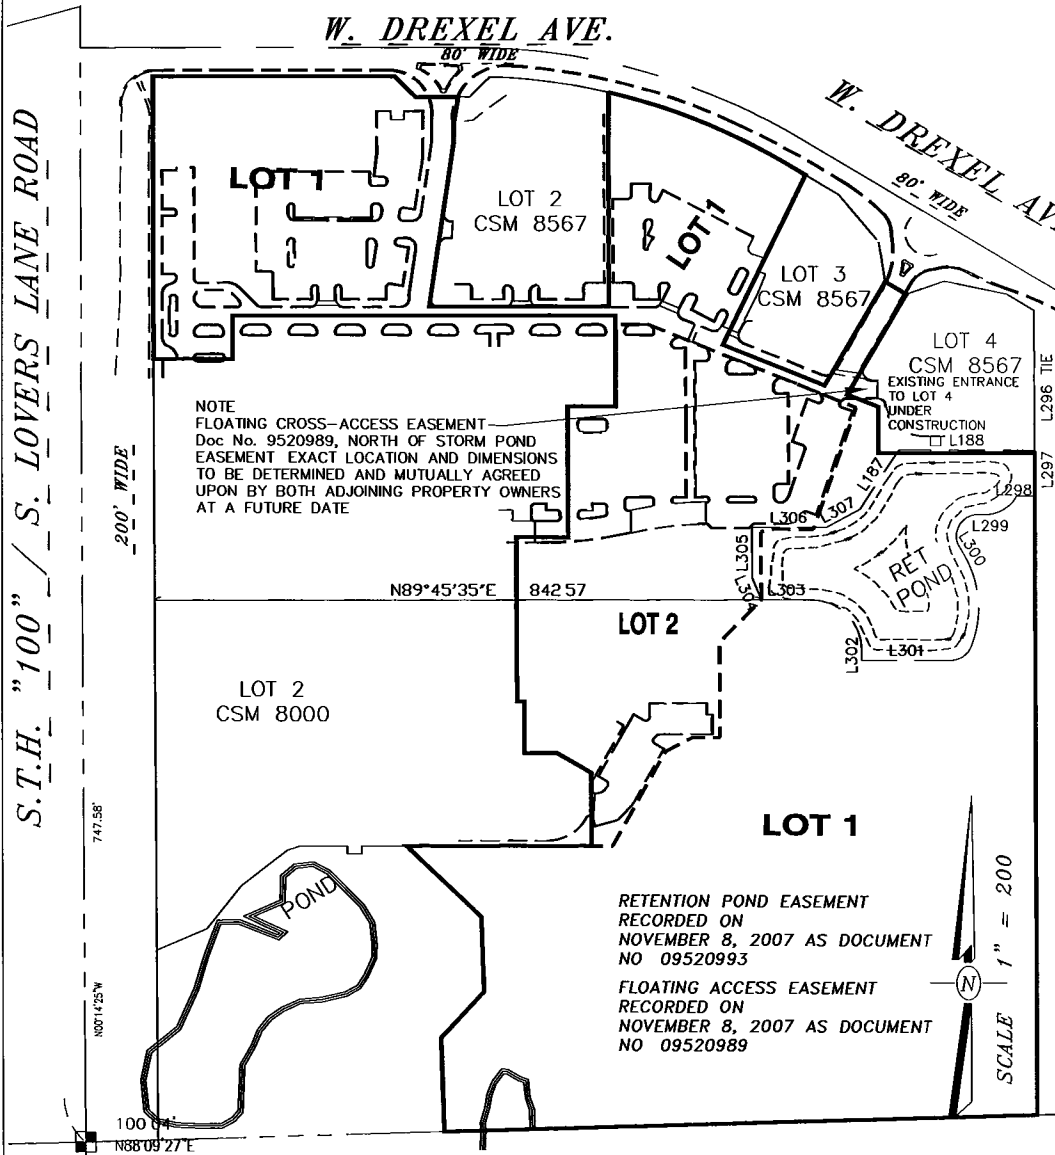 W. DREXEL AVE.
80' WIDE
W. DREXEL AV
80' WIDE
S.T.H. "100" / S. LOVERS LANE ROAD
200' WIDE
LOT 1
LOT 2
CSM 8567
LOT 1
LOT 3
CSM 8567
LOT 4
CSM 8567
EXISTING ENTRANCE
TO LOT 4
UNDER
CONSTRUCTION
L188
L296 TIE
L297
NOTE
FLOATING CROSS-ACCESS EASEMENT
Doc No. 9520989, NORTH OF STORM POND
EASEMENT EXACT LOCATION AND DIMENSIONS
TO BE DETERMINED AND MUTUALLY AGREED
UPON BY BOTH ADJOINING PROPERTY OWNERS
AT A FUTURE DATE
L187
L298
L299
L300
L306
L307
L305
L304
L303
RET
POND
L302
L301
N89°45'35"E 842 57
LOT 2
LOT 2
CSM 8000
747.58'
LOT 1
POND
RETENTION POND EASEMENT
RECORDED ON
NOVEMBER 8, 2007 AS DOCUMENT
NO 09520993
FLOATING ACCESS EASEMENT
RECORDED ON
NOVEMBER 8, 2007 AS DOCUMENT
NO 09520989
N
SCALE 1" = 200
N00°14'25"W
100 04'
N88 09'27"E